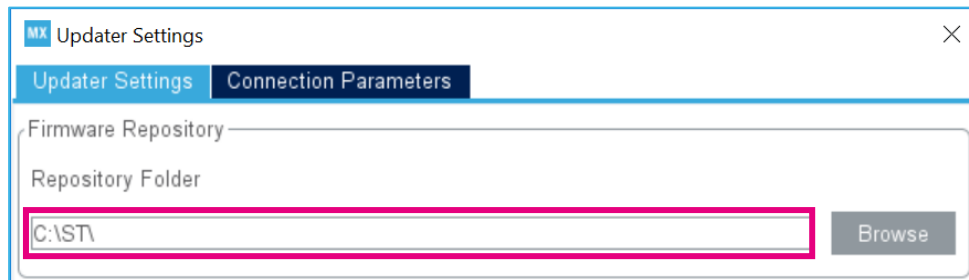 MX Updater Settings
Updater Settings Connection Parameters
Firmware Repository
Repository Folder
C:\ST\ Browse